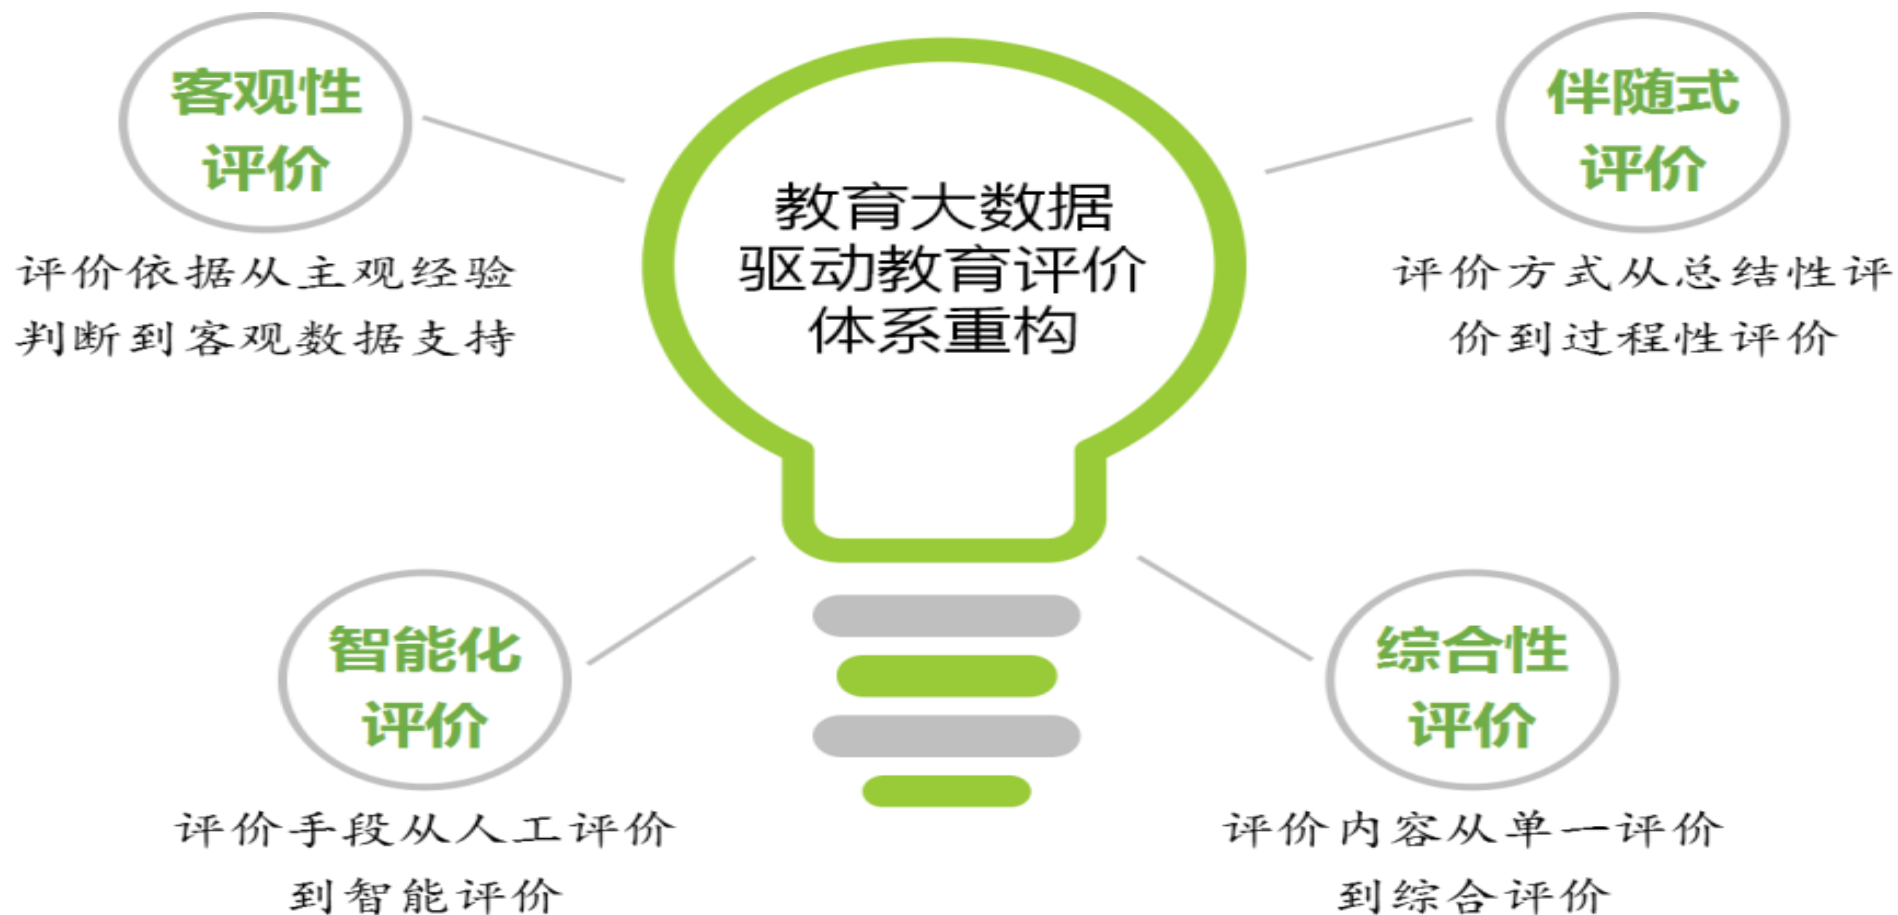 客观性
评价
评价依据从主观经验
判断到客观数据支持
教育大数据
驱动教育评价
体系重构
伴随式
评价
评价方式从总结性评
价到过程性评价
智能化
评价
评价手段从人工评价
到智能评价
综合性
评价
评价内容从单一评价
到综合评价